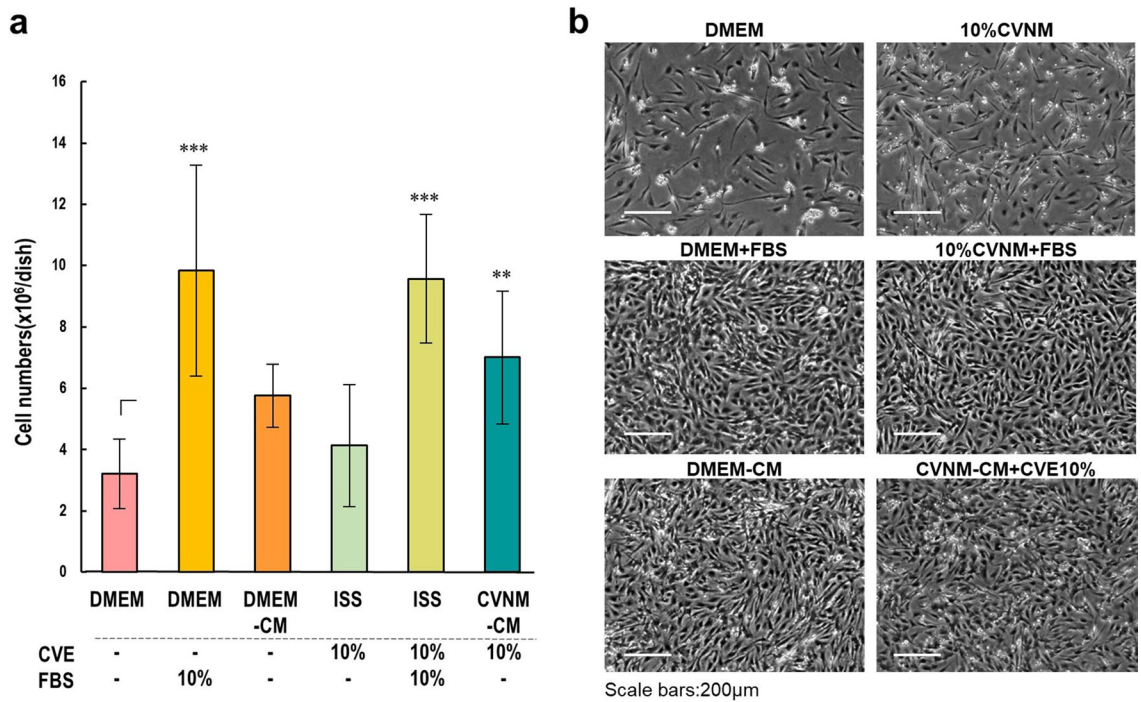 a
Cell numbers(x10⁶/dish)
16
14
12
10
8
6
4
2
0
***
***
**
DMEM DMEM DMEM ISS ISS CVNM
-CM -CM
CVE - - - 10% 10% 10%
FBS - 10% - - 10% -
b
DMEM 10%CVNM
DMEM+FBS 10%CVNM+FBS
DMEM-CM CVNM-CM+CVE10%
Scale bars:200μm